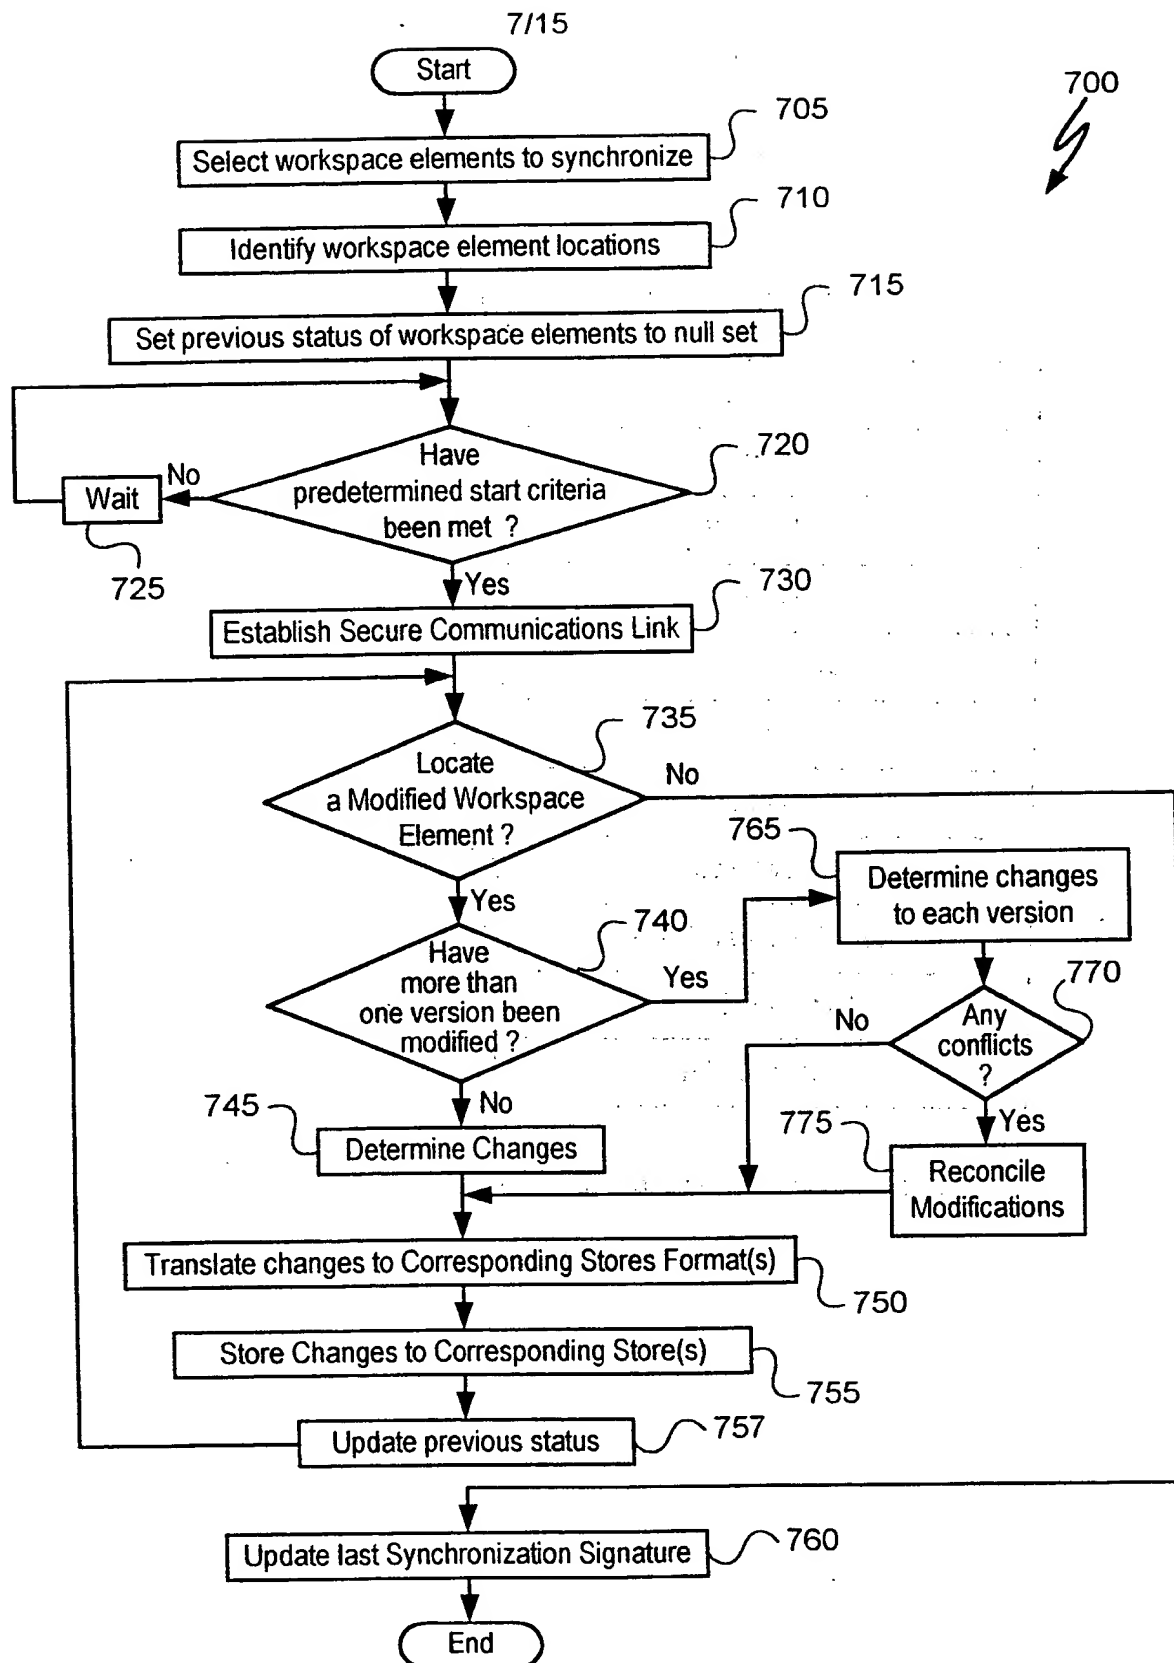 7/15
Start
700
705
Select workspace elements to synchronize
710
Identify workspace element locations
715
Set previous status of workspace elements to null set
720
Have
predetermined start criteria
been met ?
No
Wait
725
Yes
730
Establish Secure Communications Link
735
Locate
a Modified Workspace
Element ?
No
Yes
765
Determine changes
to each version
740
Have
more than
one version been
modified ?
Yes
770
Any
conflicts
?
No
Yes
745
No
Determine Changes
775
Reconcile
Modifications
Translate changes to Corresponding Stores Format(s)
750
Store Changes to Corresponding Store(s)
755
Update previous status
757
Update last Synchronization Signature
760
End